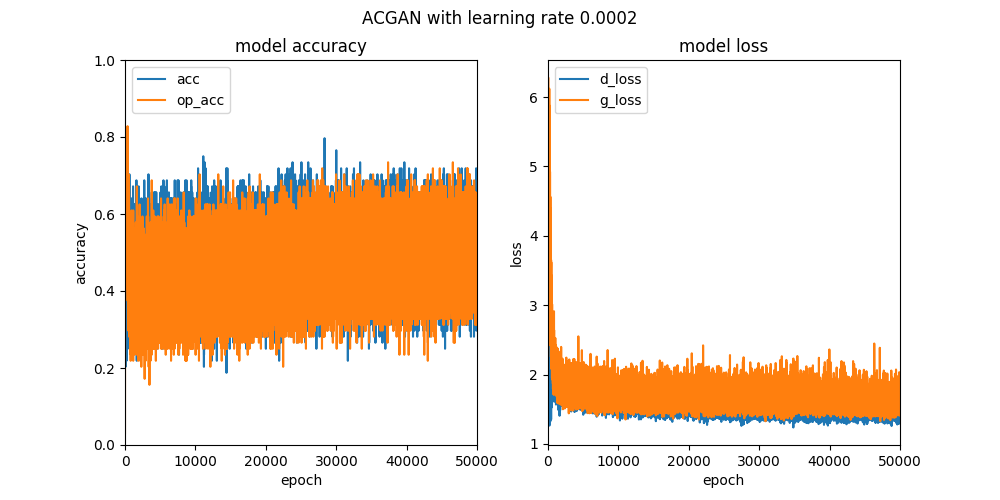 ACGAN with learning rate 0.0002
model accuracy
acc
op_acc
1.0
0.8
0.6
0.4
0.2
0.0
accuracy
0 10000 20000 30000 40000 50000
epoch
model loss
d_loss
g_loss
6
5
4
3
2
1
loss
0 10000 20000 30000 40000 50000
epoch